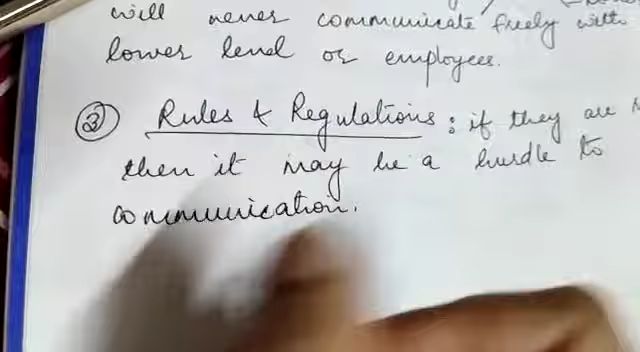 will never communicate freely with
lower level or employees.
③ Rules & Regulations : if they are
then it may be a hurdle to
communication.